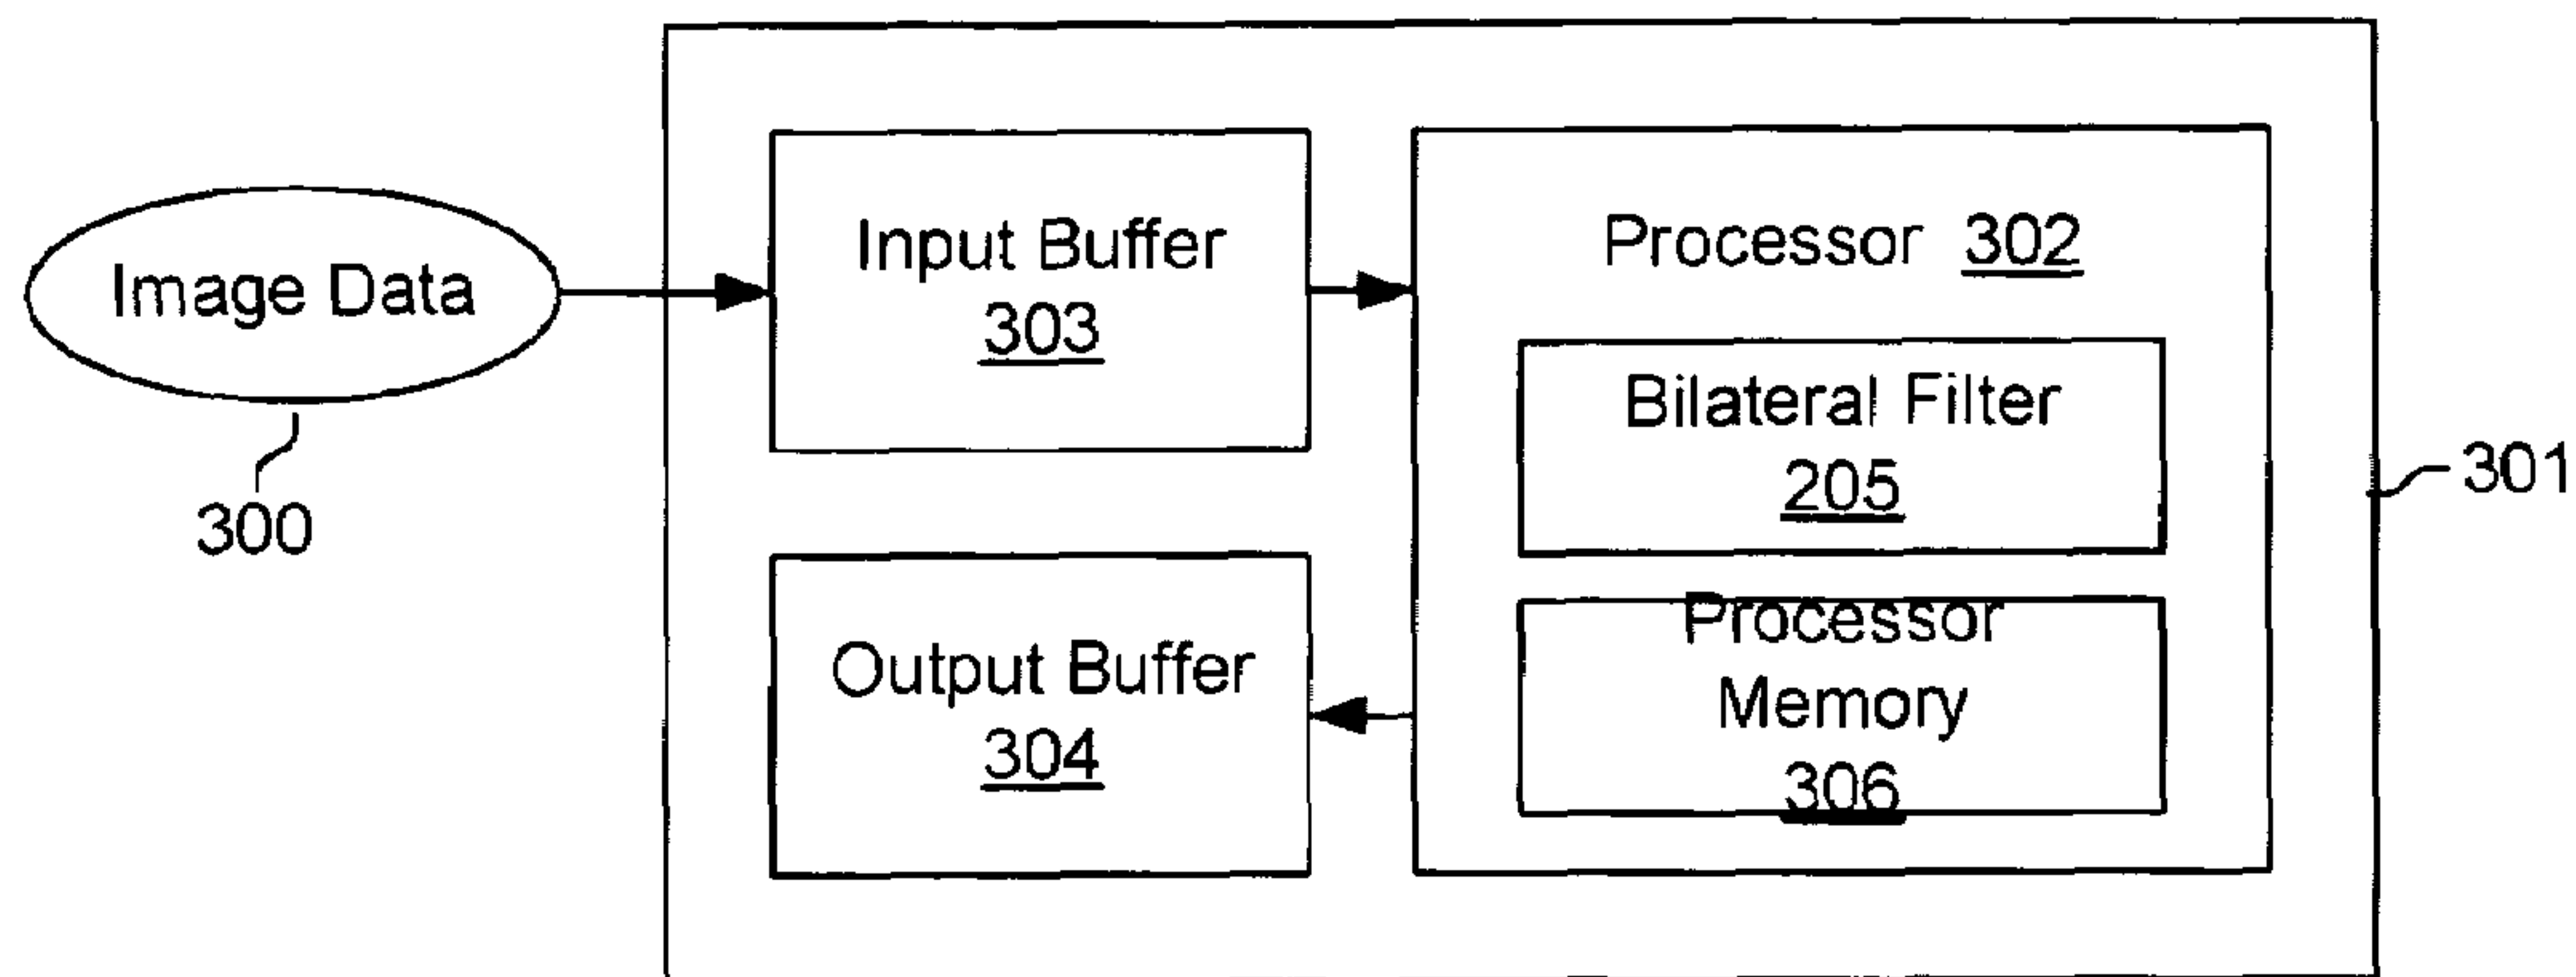 Image Data
300
Input Buffer
303
Output Buffer
304
Processor 302
Bilateral Filter
205
Processor
Memory
306
301